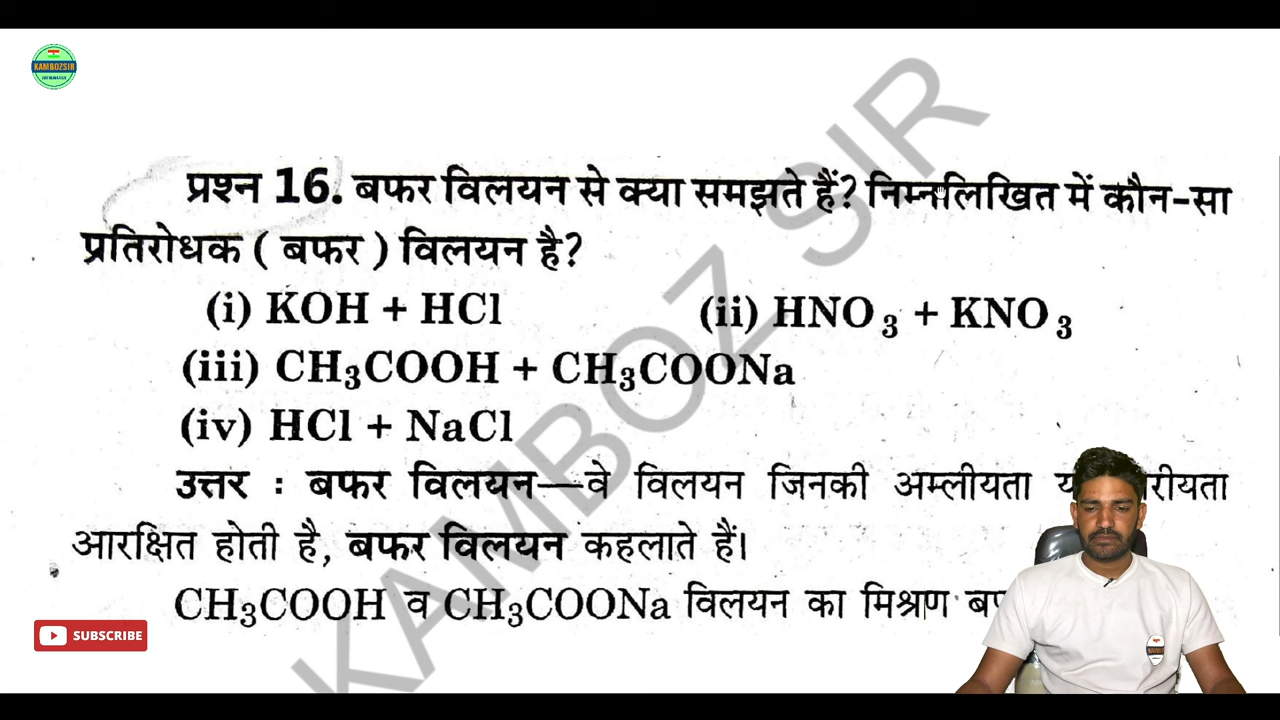 KAMBOZSIR
प्रश्न 16. बफर विलयन से क्या समझते हैं? निम्नलिखित में कौन-सा
प्रतिरोधक ( बफर ) विलयन है?
(i) KOH + HCl (ii) HNO₃ + KNO₃
(iii) CH₃COOH + CH₃COONa
(iv) HCl + NaCl
उत्तर : बफर विलयन—वे विलयन जिनकी अम्लीयता
आरक्षित होती है, बफर विलयन कहलाते हैं।
CH₃COOH व CH₃COONa विलयन का मिश्रण
SUBSCRIBE
KAMBOZ SIR